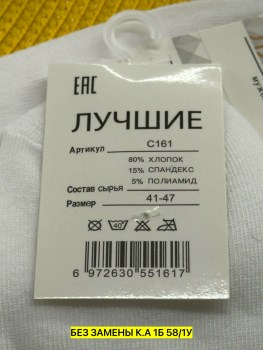 EAC
ЛУЧШИЕ
Артикул C161
80% ХЛОПОК
15% СПАНДЕКС
5% ПОЛИАМИД
Состав сырья
Размер 41-47
40°
6 972630 551617
БЕЗ ЗАМЕНЫ К.А 1Б 58/1У